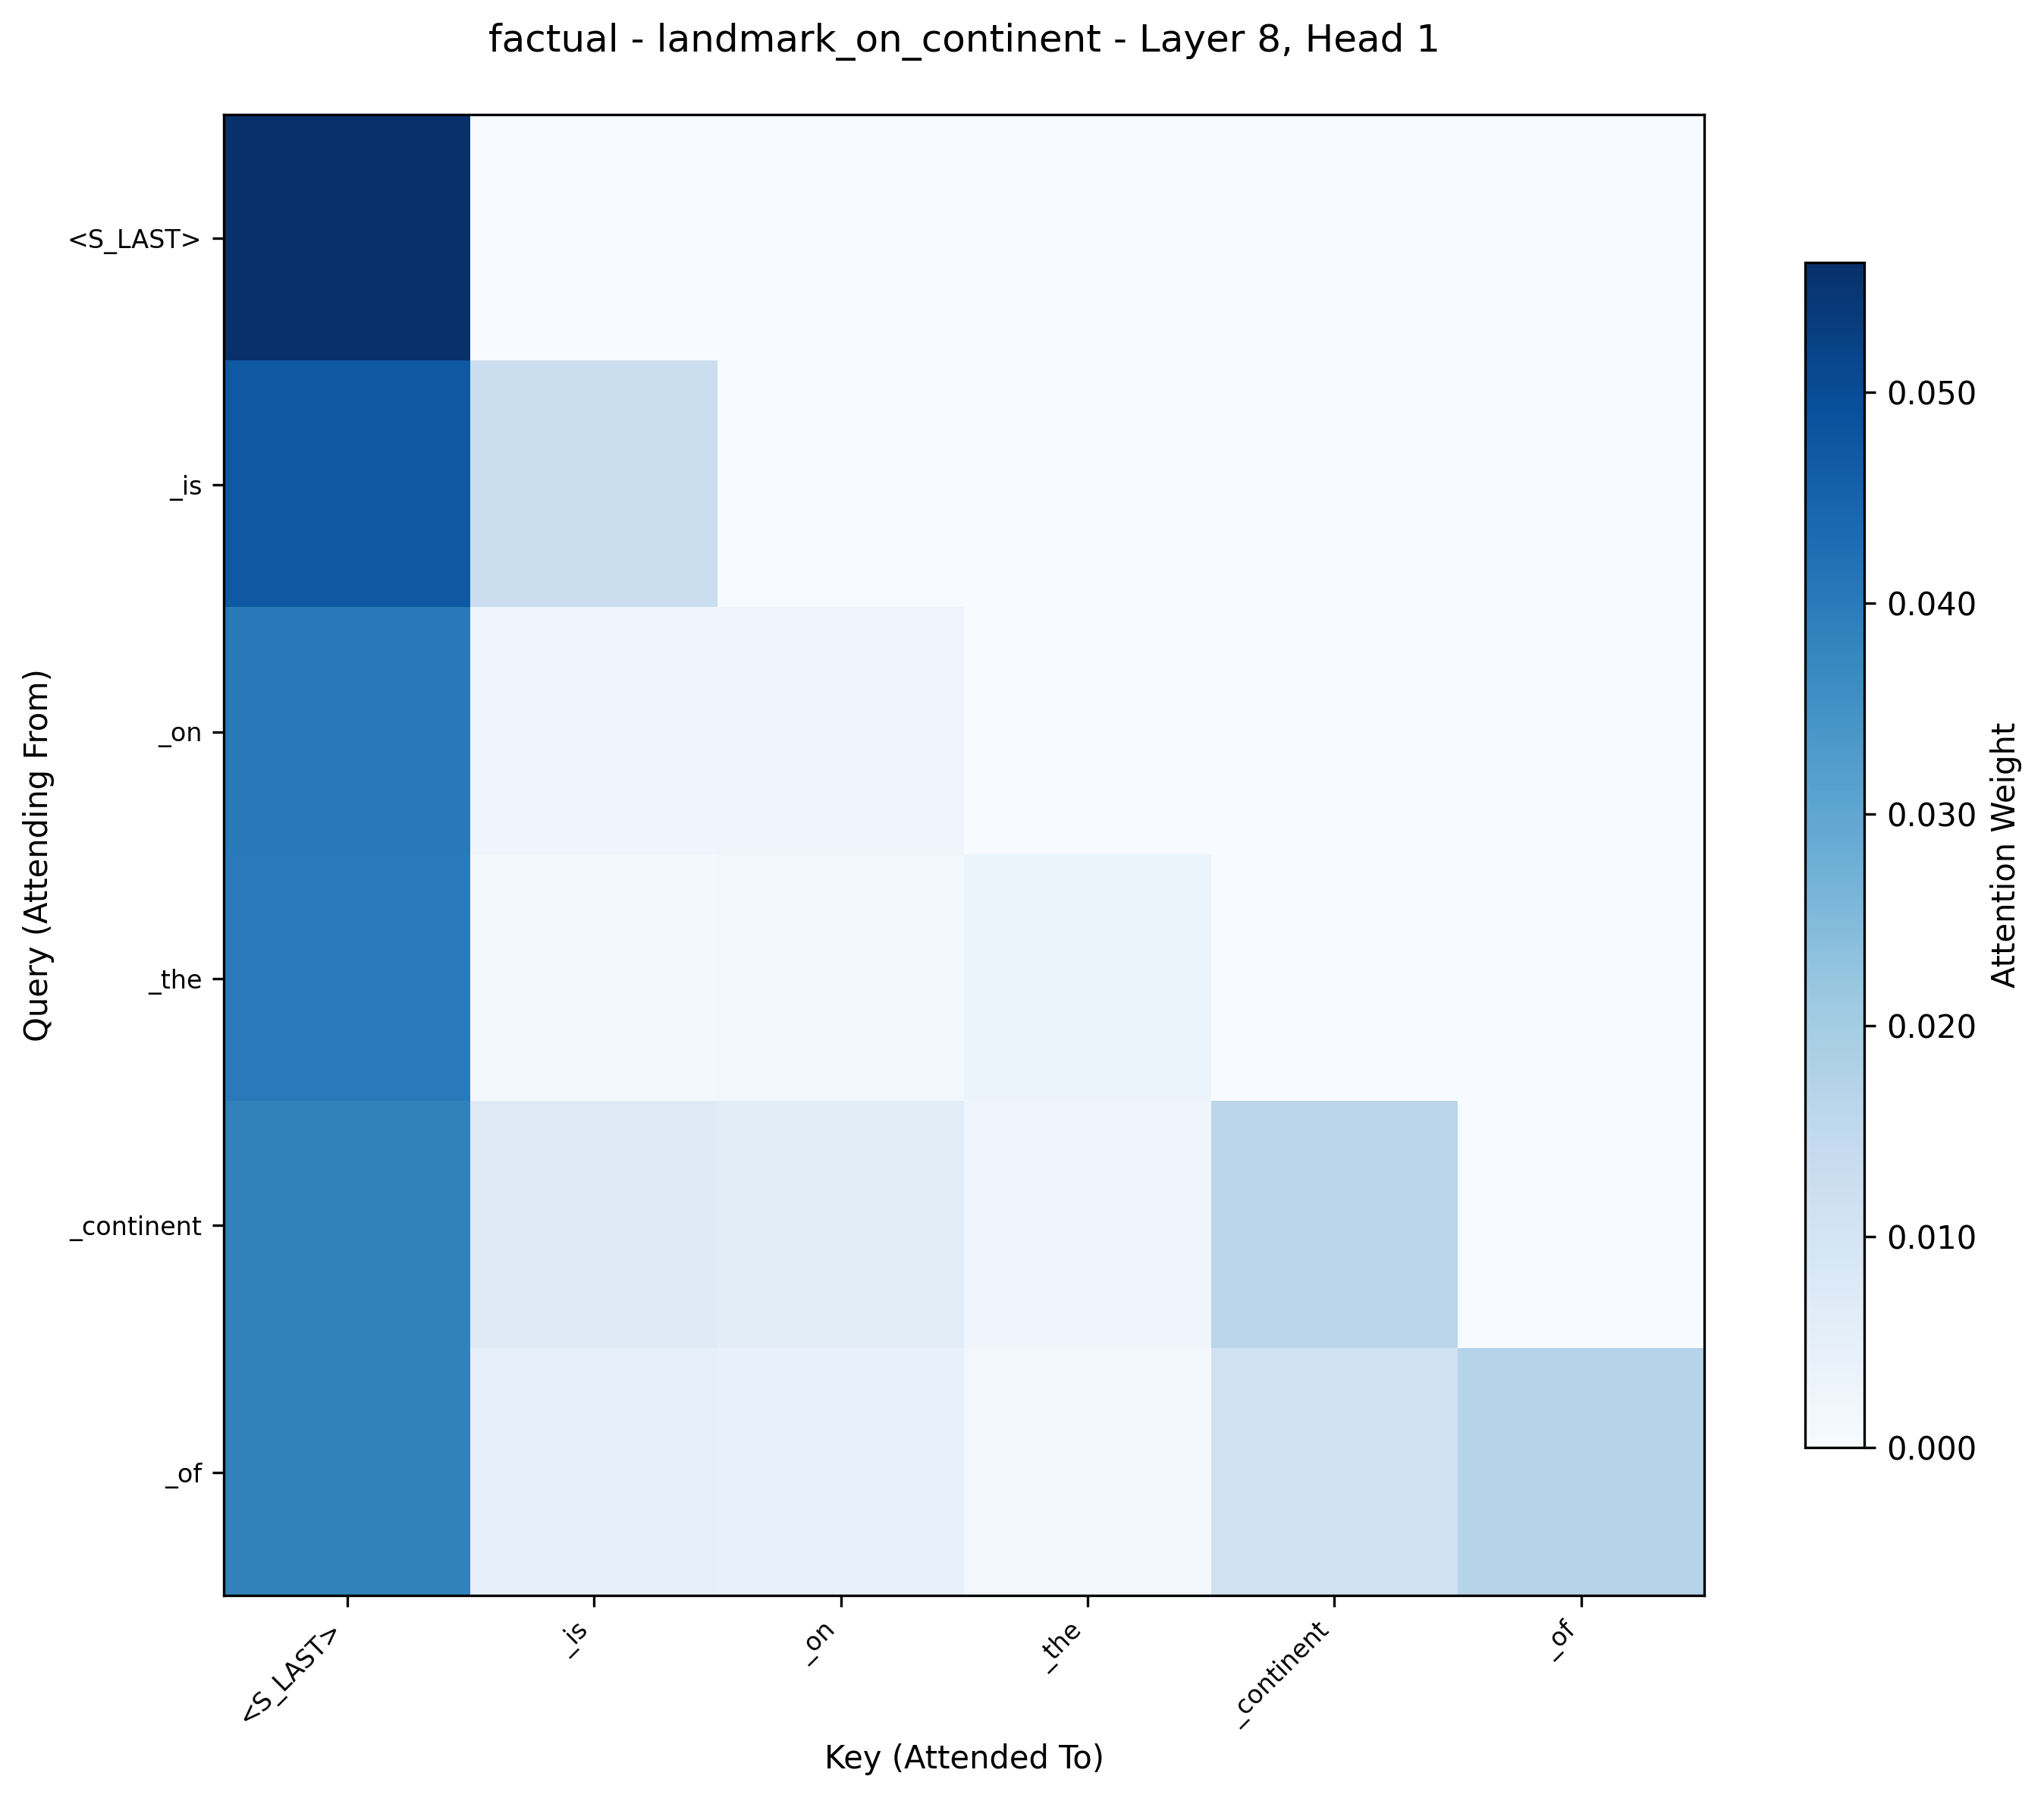 factual - landmark_on_continent - Layer 8, Head 1
Query (Attending From)
<S_LAST>
_is
_on
_the
_continent
_of
<S_LAST>
_is
_on
_the
_continent
_of
Key (Attended To)
0.050
0.040
0.030
0.020
0.010
0.000
Attention Weight